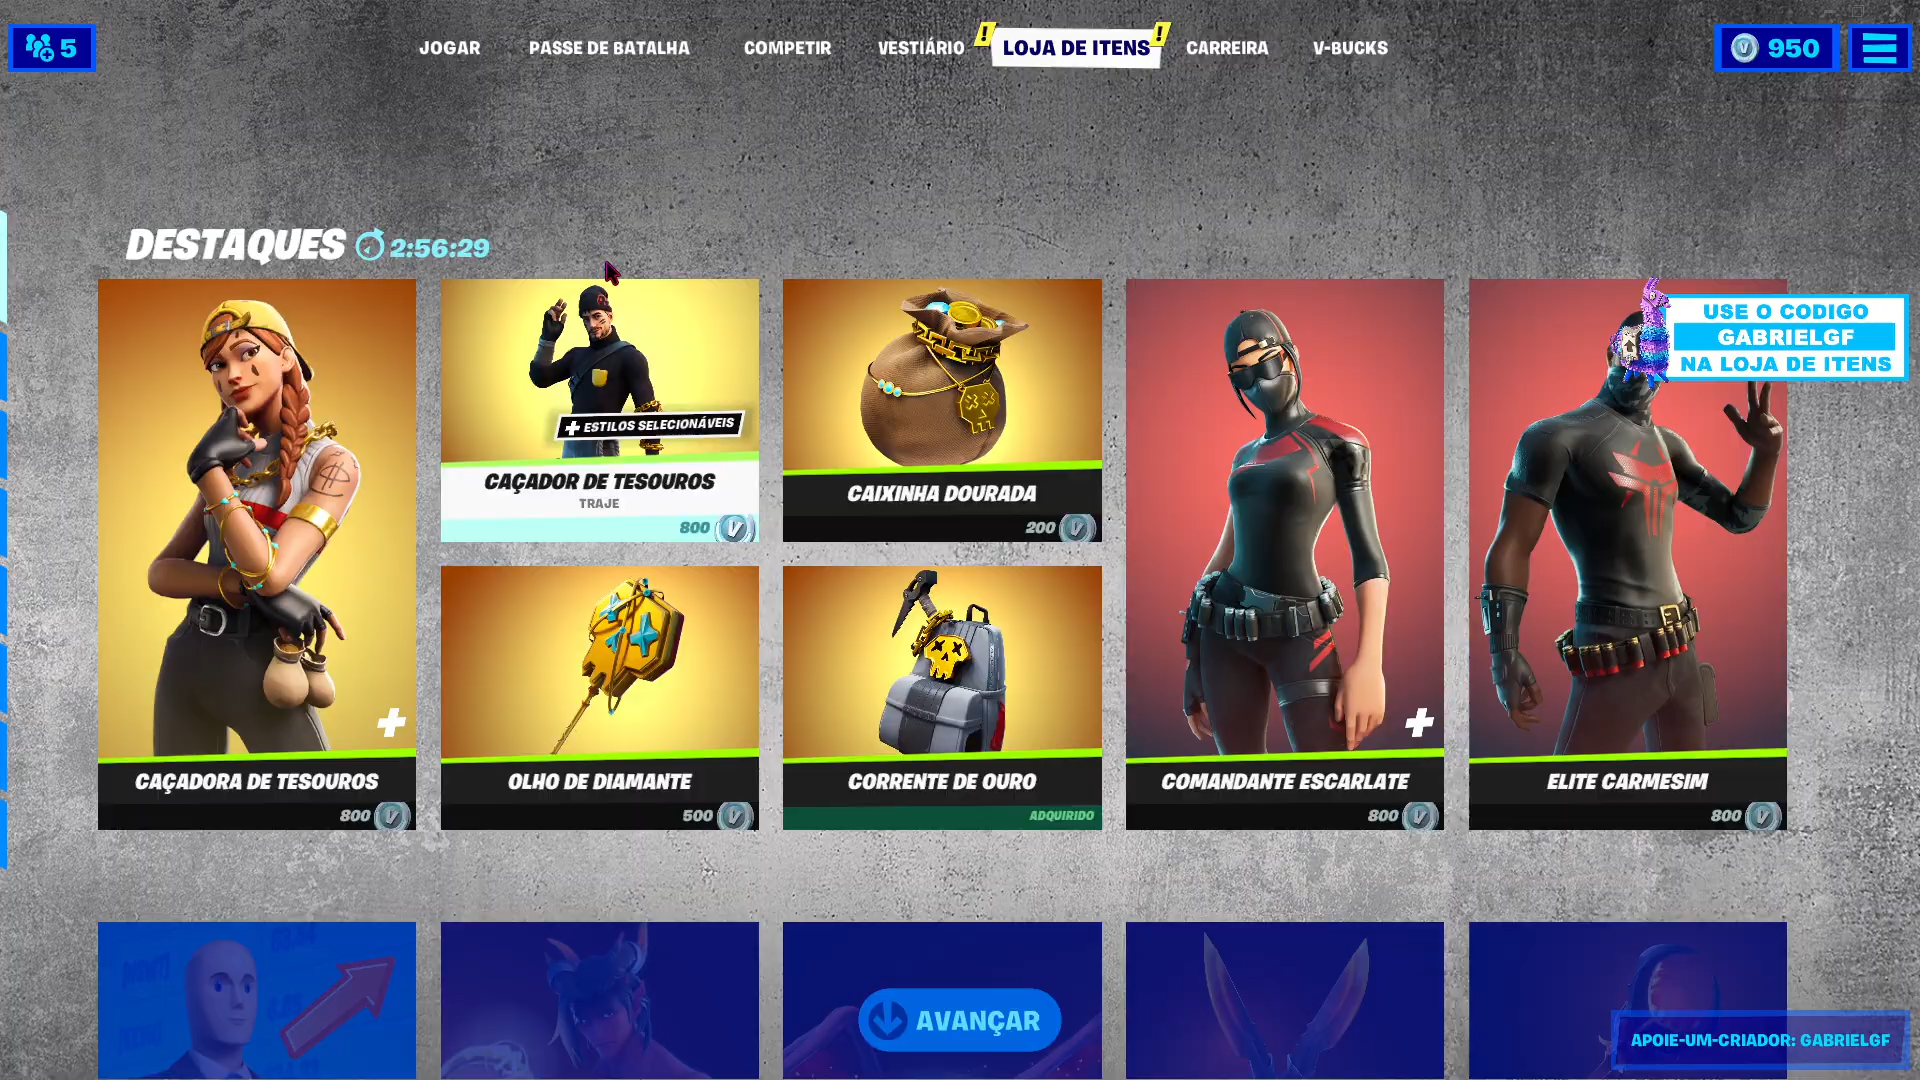 5
JOGAR
PASSE DE BATALHA
COMPETIR
VESTIÁRIO
!
LOJA DE ITENS
!
CARREIRA
V-BUCKS
950
DESTAQUES 2:56:29
USE O CODIGO
GABRIELGF
NA LOJA DE ITENS
+ ESTILOS SELECIONÁVEIS
CAÇADOR DE TESOUROS
TRAJE
800
CAIXINHA DOURADA
200
CAÇADORA DE TESOUROS
800
OLHO DE DIAMANTE
500
CORRENTE DE OURO
ADQUIRIDO
COMANDANTE ESCARLATE
800
ELITE CARMESIM
800
AVANÇAR
APOIE-UM-CRIADOR: GABRIELGF